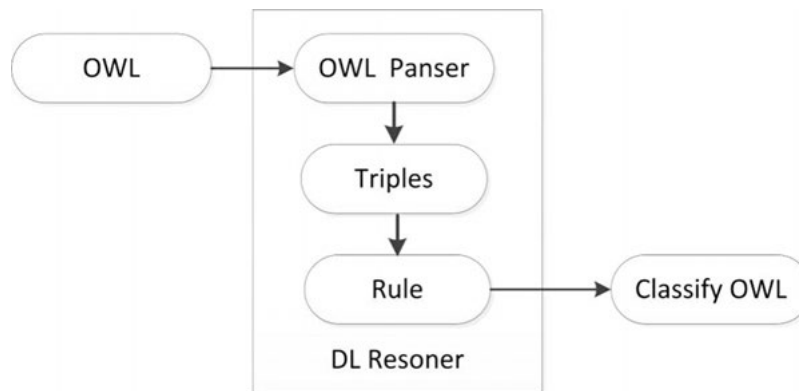 OWL
OWL Panser
Triples
Rule
Classify OWL
DL Resoner